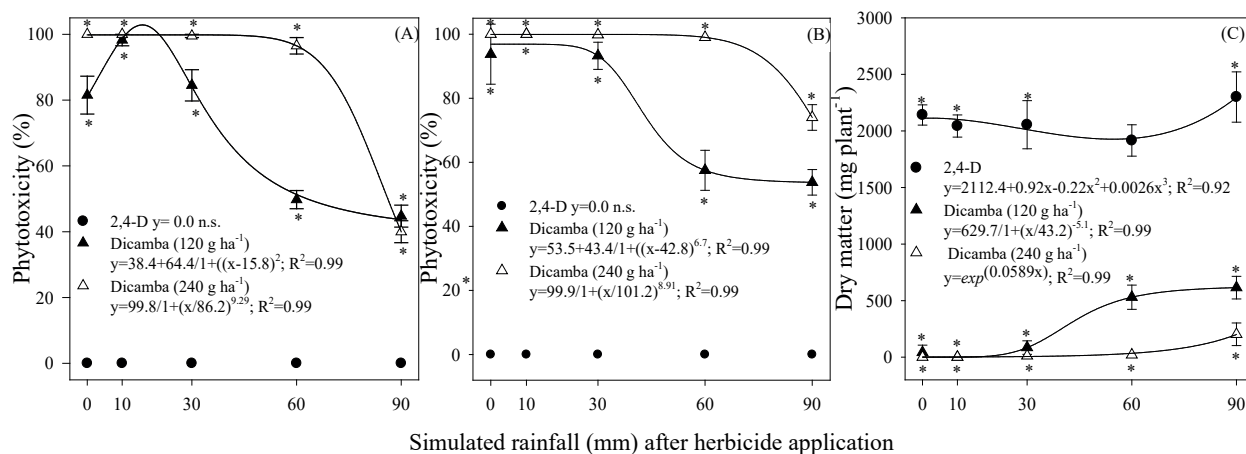 (A)
Phytotoxicity (%)
100
80
60
40
20
0
2,4-D y= 0.0 n.s.
Dicamba (120 g ha⁻¹)
y=38.4+64.4/1+((x-15.8)²; R²=0.99
Dicamba (240 g ha⁻¹)
y=99.8/1+(x/86.2)⁹·²⁹; R²=0.99
0 10 30 60 90
(B)
Phytotoxicity (%)
100
80
60
40
20
0
2,4-D y=0.0 n.s.
Dicamba (120 g ha⁻¹)
y=53.5+43.4/1+((x-42.8)⁶·⁷; R²=0.99
Dicamba (240 g ha⁻¹)
y=99.9/1+(x/101.2)⁸·⁹¹; R²=0.99
0 10 30 60 90
(C)
Dry matter (mg plant⁻¹)
3000
2500
2000
1500
1000
500
0
2,4-D
y=2112.4+0.92x-0.22x²+0.0026x³; R²=0.92
Dicamba (120 g ha⁻¹)
y=629.7/1+(x/43.2)⁻⁵·¹; R²=0.99
Dicamba (240 g ha⁻¹)
y=exp⁽⁰·⁰⁵⁸⁹ˣ⁾; R²=0.99
0 10 30 60 90
Simulated rainfall (mm) after herbicide application